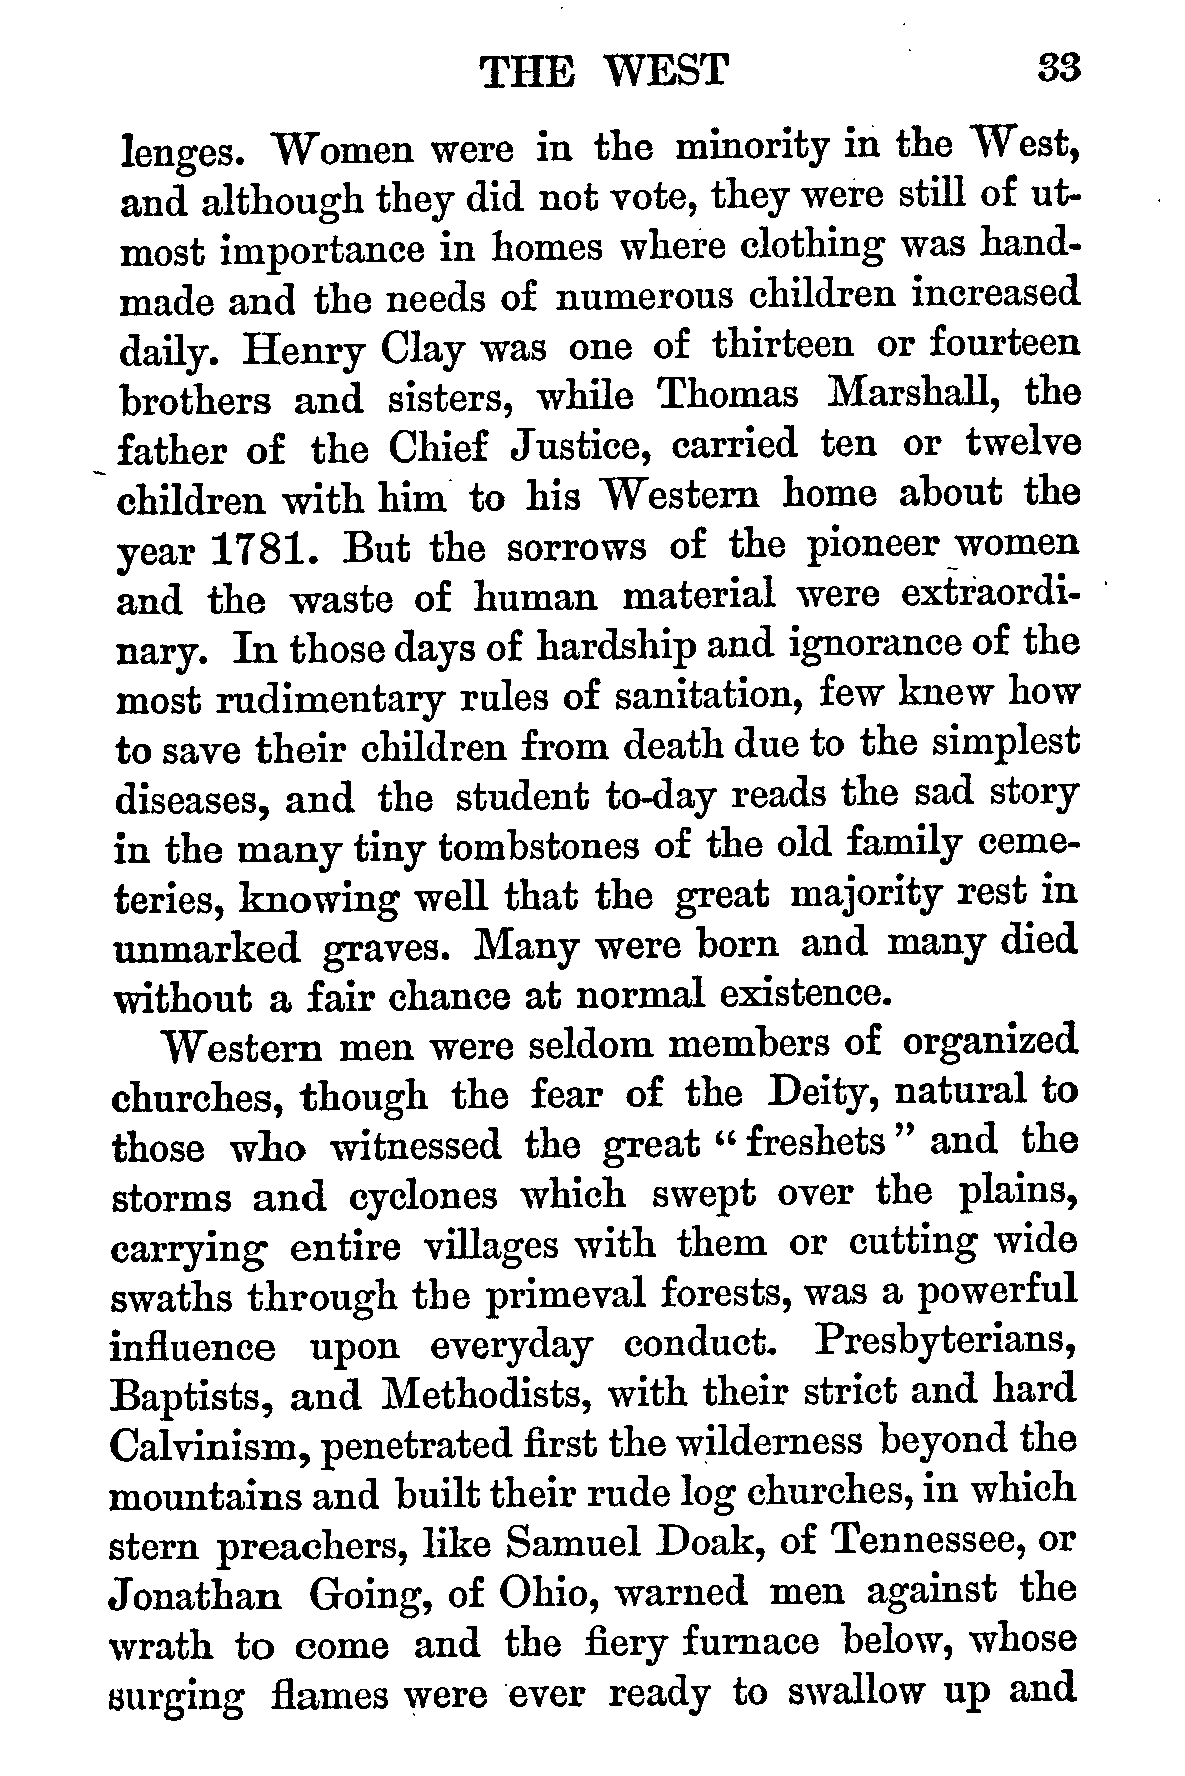 THE WEST 33
lenges. Women were in the minority in the West,
and although they did not vote, they were still of ut-
most importance in homes where clothing was hand-
made and the needs of numerous children increased
daily. Henry Clay was one of thirteen or fourteen
brothers and sisters, while Thomas Marshall, the
father of the Chief Justice, carried ten or twelve
children with him to his Western home about the
year 1781. But the sorrows of the pioneer women
and the waste of human material were extraordi-
nary. In those days of hardship and ignorance of the
most rudimentary rules of sanitation, few knew how
to save their children from death due to the simplest
diseases, and the student to-day reads the sad story
in the many tiny tombstones of the old family ceme-
teries, knowing well that the great majority rest in
unmarked graves. Many were born and many died
without a fair chance at normal existence.
Western men were seldom members of organized
churches, though the fear of the Deity, natural to
those who witnessed the great “freshets” and the
storms and cyclones which swept over the plains,
carrying entire villages with them or cutting wide
swaths through the primeval forests, was a powerful
influence upon everyday conduct. Presbyterians,
Baptists, and Methodists, with their strict and hard
Calvinism, penetrated first the wilderness beyond the
mountains and built their rude log churches, in which
stern preachers, like Samuel Doak, of Tennessee, or
Jonathan Going, of Ohio, warned men against the
wrath to come and the fiery furnace below, whose
surging flames were ever ready to swallow up and